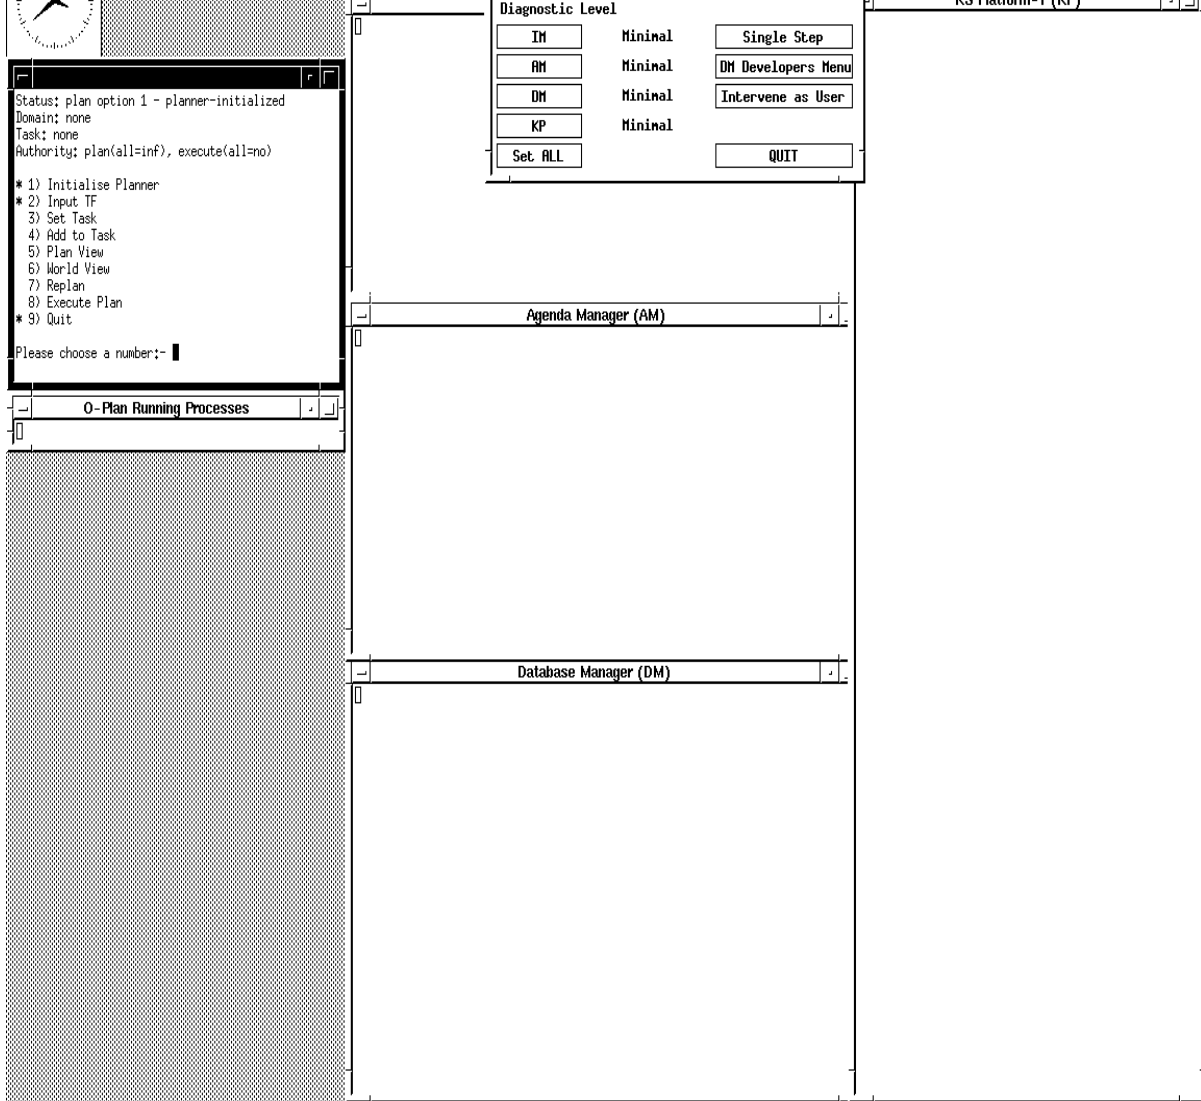 Diagnostic Level
IM Minimal Single Step
AM Minimal DM Developers Menu
DM Minimal Intervene as User
KP Minimal
Set ALL QUIT
KS Platform-1 (KP)
Status: plan option 1 - planner-initialized
Domain: none
Task: none
Authority: plan(all=inf), execute(all=no)
* 1) Initialise Planner
* 2) Input TF
3) Set Task
4) Add to Task
5) Plan View
6) World View
7) Replan
8) Execute Plan
* 9) Quit
Please choose a number:-
O-Plan Running Processes
Agenda Manager (AM)
Database Manager (DM)